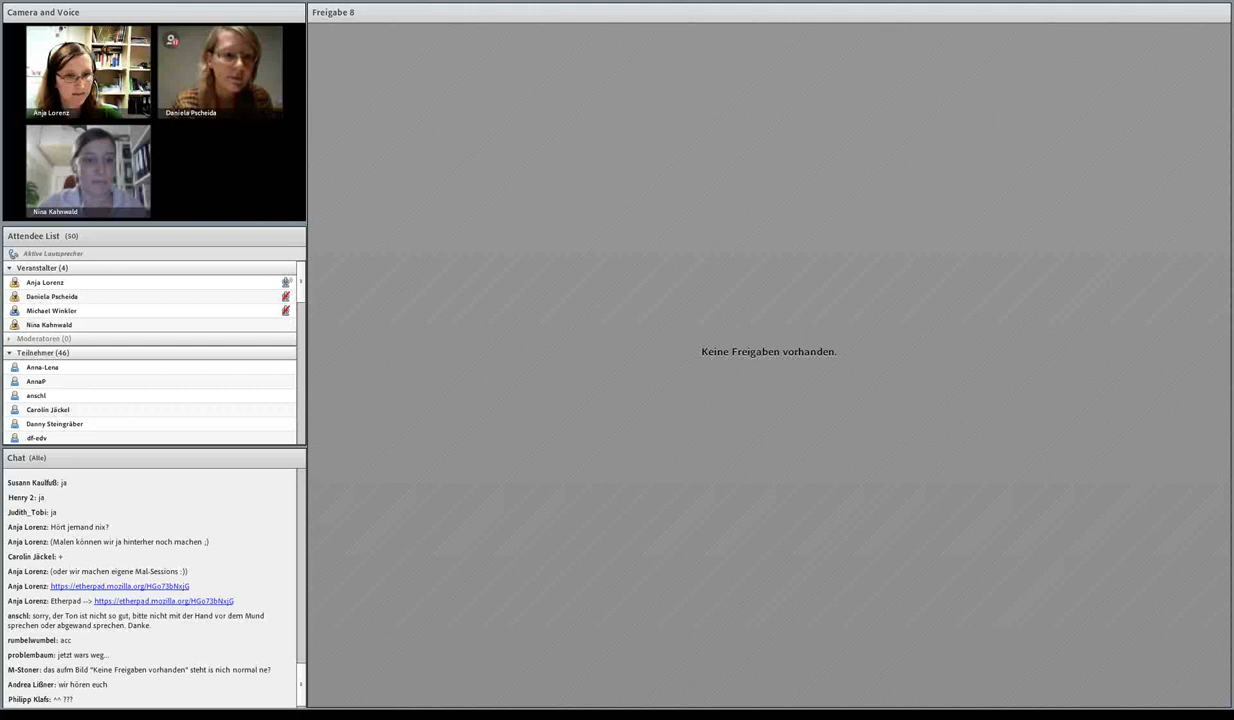 Camera and Voice
Anja Lorenz
Daniela Pscheida
Nina Kahnwald
Attendee List (50)
Aktive Lautsprecher
Veranstalter (4)
Anja Lorenz
Daniela Pscheida
Michael Winkler
Nina Kahnwald
Moderatoren (0)
Teilnehmer (46)
Anna-Lena
AnnaP
anschl
Carolin Jäckel
Danny Steingräber
df-edv
Chat (Alle)
Susann Kaulfuß: ja
Henry 2: ja
Judith_Tobi: ja
Anja Lorenz: Hört jemand nix?
Anja Lorenz: (Malen können wir ja hinterher noch machen ;)
Carolin Jäckel: +
Anja Lorenz: (oder wir machen eigene Mal-Sessions :))
Anja Lorenz: https://etherpad.mozilla.org/HGo73bNxjG
Anja Lorenz: Etherpad --> https://etherpad.mozilla.org/HGo73bNxjG
anschl: sorry, der Ton ist nicht so gut, bitte nicht mit der Hand vor dem Mund
sprechen oder abgewand sprechen. Danke.
rumbelwumbel: acc
problembaum: jetzt wars weg...
M-Stoner: das aufm Bild "Keine Freigaben vorhanden" steht is nich normal ne?
Andrea Lißner: wir hören euch
Philipp Klafs: ^^ ???
Freigabe 8
Keine Freigaben vorhanden.